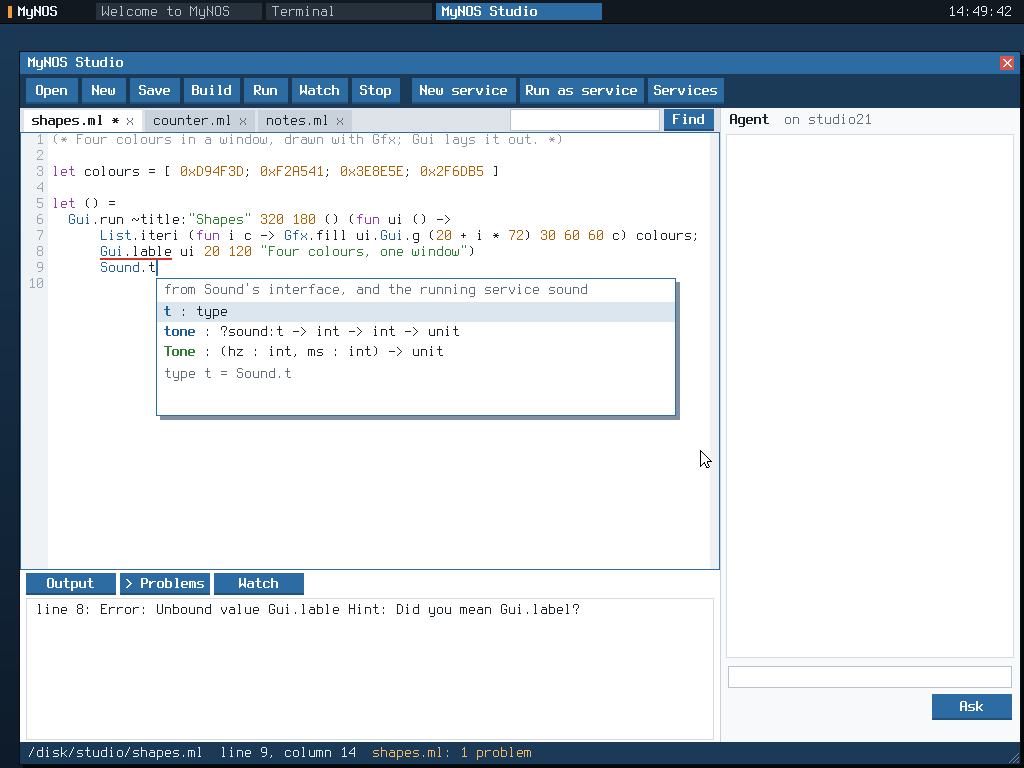 MyNOS Welcome to MyNOS Terminal MyNOS Studio 14:49:42
MyNOS Studio
Open New Save Build Run Watch Stop New service Run as service Services
shapes.ml * x counter.ml x notes.ml x Find Agent on studio21
1 (* Four colours in a window, drawn with Gfx; Gui lays it out. *)
2
3 let colours = [ 0xD94F3D; 0xF2A541; 0x3E8E5E; 0x2F6DB5 ]
4
5 let () =
6 Gui.run ~title:"Shapes" 320 180 () (fun ui () ->
7 List.iteri (fun i c -> Gfx.fill ui.Gui.g (20 + i * 72) 30 60 60 c) colours;
8 Gui.lable ui 20 120 "Four colours, one window")
9 Sound.t
10
from Sound's interface, and the running service sound
t : type
tone : ?sound:t -> int -> int -> unit
Tone : (hz : int, ms : int) -> unit
type t = Sound.t
Output > Problems Watch
line 8: Error: Unbound value Gui.lable Hint: Did you mean Gui.label?
Ask
/disk/studio/shapes.ml line 9, column 14 shapes.ml: 1 problem